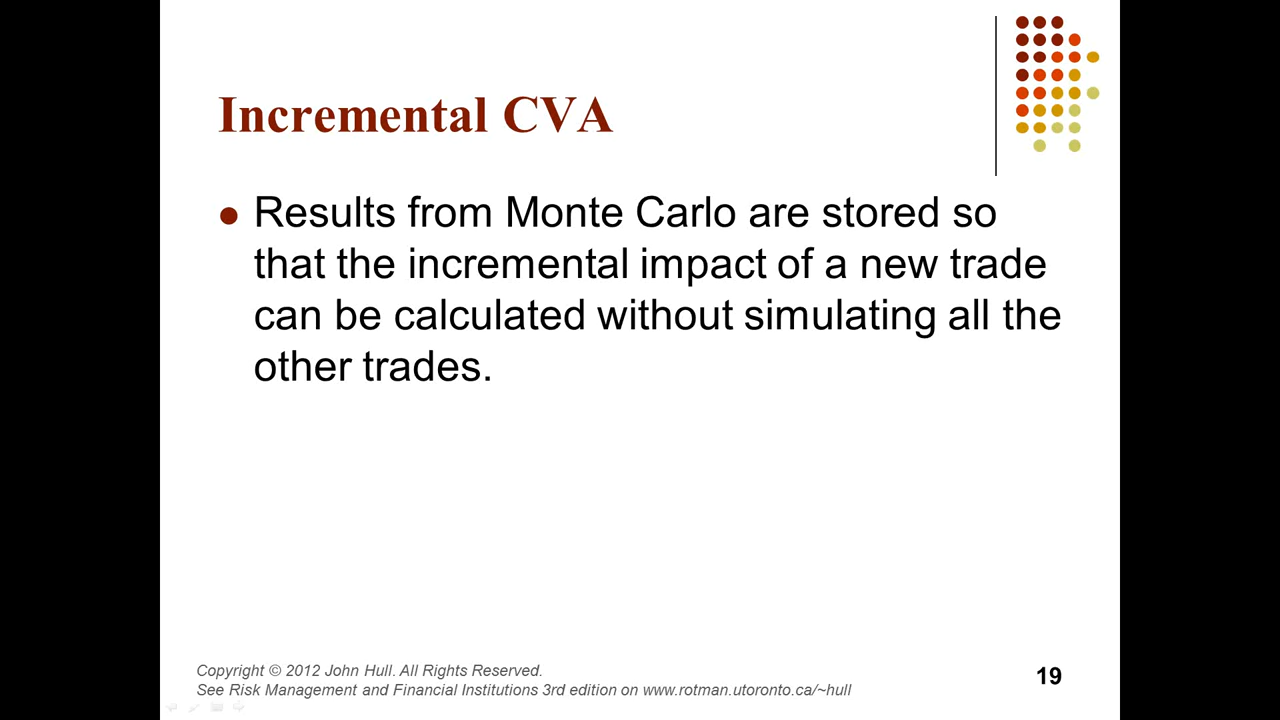 Incremental CVA
● Results from Monte Carlo are stored so
that the incremental impact of a new trade
can be calculated without simulating all the
other trades.
Copyright © 2012 John Hull. All Rights Reserved.
See Risk Management and Financial Institutions 3rd edition on www.rotman.utoronto.ca/~hull
19